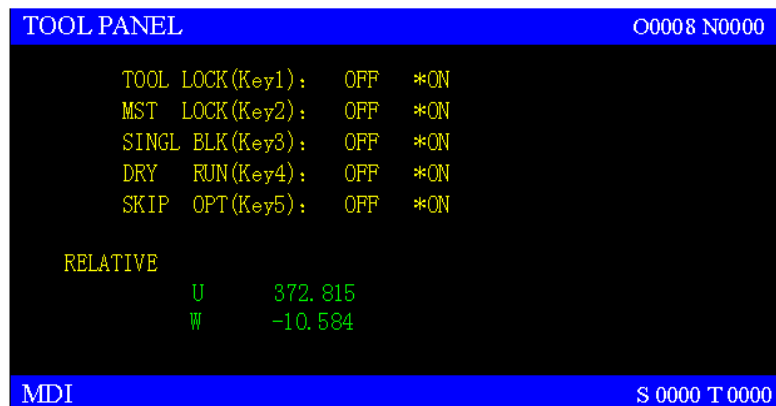 TOOL PANEL O0008 N0000
TOOL LOCK(Key1): OFF *ON
MST LOCK(Key2): OFF *ON
SINGL BLK(Key3): OFF *ON
DRY RUN(Key4): OFF *ON
SKIP OPT(Key5): OFF *ON
RELATIVE
U 372.815
W -10.584
MDI S 0000 T 0000